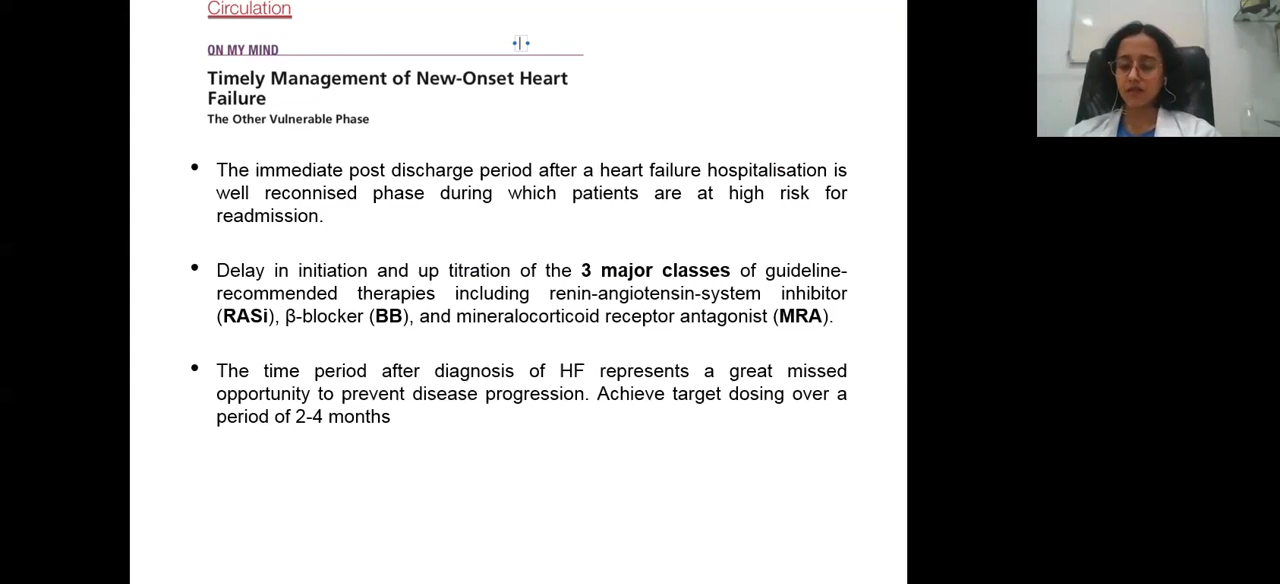 Circulation
ON MY MIND
Timely Management of New-Onset Heart
Failure
The Other Vulnerable Phase
• The immediate post discharge period after a heart failure hospitalisation is
well reconnised phase during which patients are at high risk for
readmission.
• Delay in initiation and up titration of the 3 major classes of guideline-
recommended therapies including renin-angiotensin-system inhibitor
(RASi), β-blocker (BB), and mineralocorticoid receptor antagonist (MRA).
• The time period after diagnosis of HF represents a great missed
opportunity to prevent disease progression. Achieve target dosing over a
period of 2-4 months